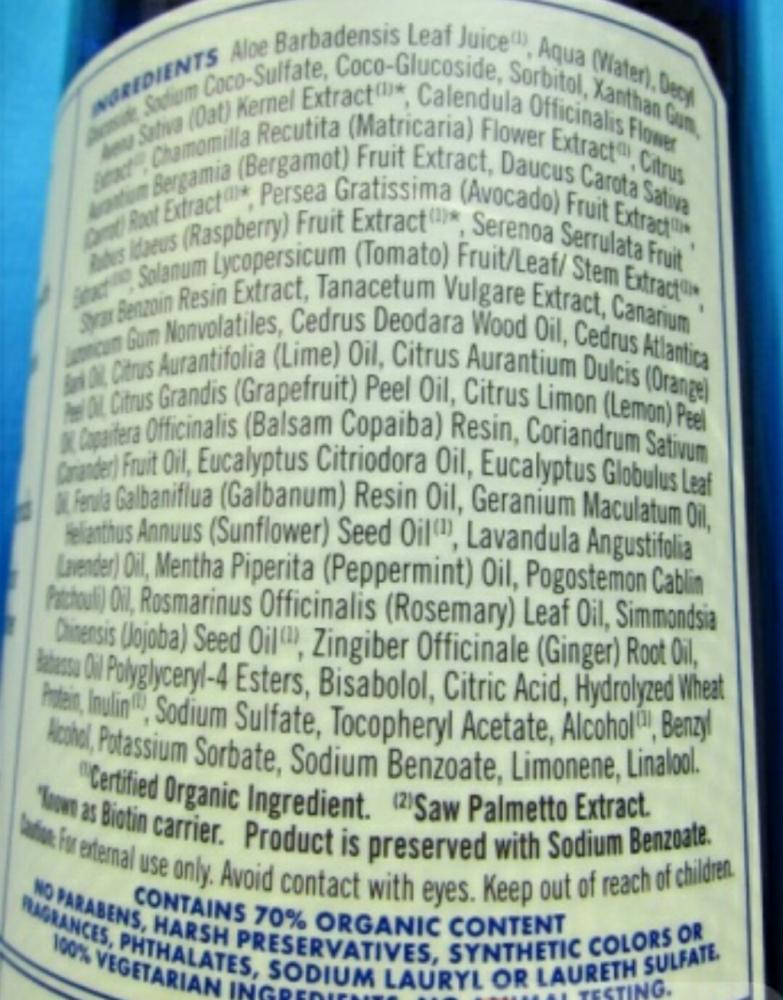 INGREDIENTS Aloe Barbadensis Leaf Juice⁽¹⁾, Aqua (Water), Decyl
Glucoside, Sodium Coco-Sulfate, Coco-Glucoside, Sorbitol, Xanthan Gum,
Avena Sativa (Oat) Kernel Extract⁽¹⁾*, Calendula Officinalis Flower
Extract⁽¹⁾, Chamomilla Recutita (Matricaria) Flower Extract⁽¹⁾, Citrus
Aurantium Bergamia (Bergamot) Fruit Extract, Daucus Carota Sativa
(Carrot) Root Extract⁽¹⁾*, Persea Gratissima (Avocado) Fruit Extract⁽¹⁾*,
Rubus Idaeus (Raspberry) Fruit Extract⁽¹⁾*, Serenoa Serrulata Fruit
Extract, Solanum Lycopersicum (Tomato) Fruit/Leaf/ Stem Extract⁽¹⁾*,
Styrax Benzoin Resin Extract, Tanacetum Vulgare Extract, Canarium
Luzonicum Gum Nonvolatiles, Cedrus Deodara Wood Oil, Cedrus Atlantica
Bark Oil, Citrus Aurantifolia (Lime) Oil, Citrus Aurantium Dulcis (Orange)
Peel Oil, Citrus Grandis (Grapefruit) Peel Oil, Citrus Limon (Lemon) Peel
Oil, Copaifera Officinalis (Balsam Copaiba) Resin, Coriandrum Sativum
(Coriander) Fruit Oil, Eucalyptus Citriodora Oil, Eucalyptus Globulus Leaf
Oil, Ferula Galbaniflua (Galbanum) Resin Oil, Geranium Maculatum Oil,
Helianthus Annuus (Sunflower) Seed Oil⁽¹⁾, Lavandula Angustifolia
(Lavender) Oil, Mentha Piperita (Peppermint) Oil, Pogostemon Cablin
(Patchouli) Oil, Rosmarinus Officinalis (Rosemary) Leaf Oil, Simmondsia
Chinensis (Jojoba) Seed Oil⁽¹⁾, Zingiber Officinale (Ginger) Root Oil,
Babassu Oil Polyglyceryl-4 Esters, Bisabolol, Citric Acid, Hydrolyzed Wheat
Protein, Inulin⁽¹⁾, Sodium Sulfate, Tocopheryl Acetate, Alcohol⁽¹⁾, Benzyl
Alcohol, Potassium Sorbate, Sodium Benzoate, Limonene, Linalool.
⁽¹⁾Certified Organic Ingredient. ⁽²⁾Saw Palmetto Extract.
*Known as Biotin carrier. Product is preserved with Sodium Benzoate.
Caution: For external use only. Avoid contact with eyes. Keep out of reach of children.
CONTAINS 70% ORGANIC CONTENT
NO PARABENS, HARSH PRESERVATIVES, SYNTHETIC COLORS OR
FRAGRANCES, PHTHALATES, SODIUM LAURYL OR LAURETH SULFATE.
100% VEGETARIAN INGREDIENTS. NO ANIMAL TESTING.